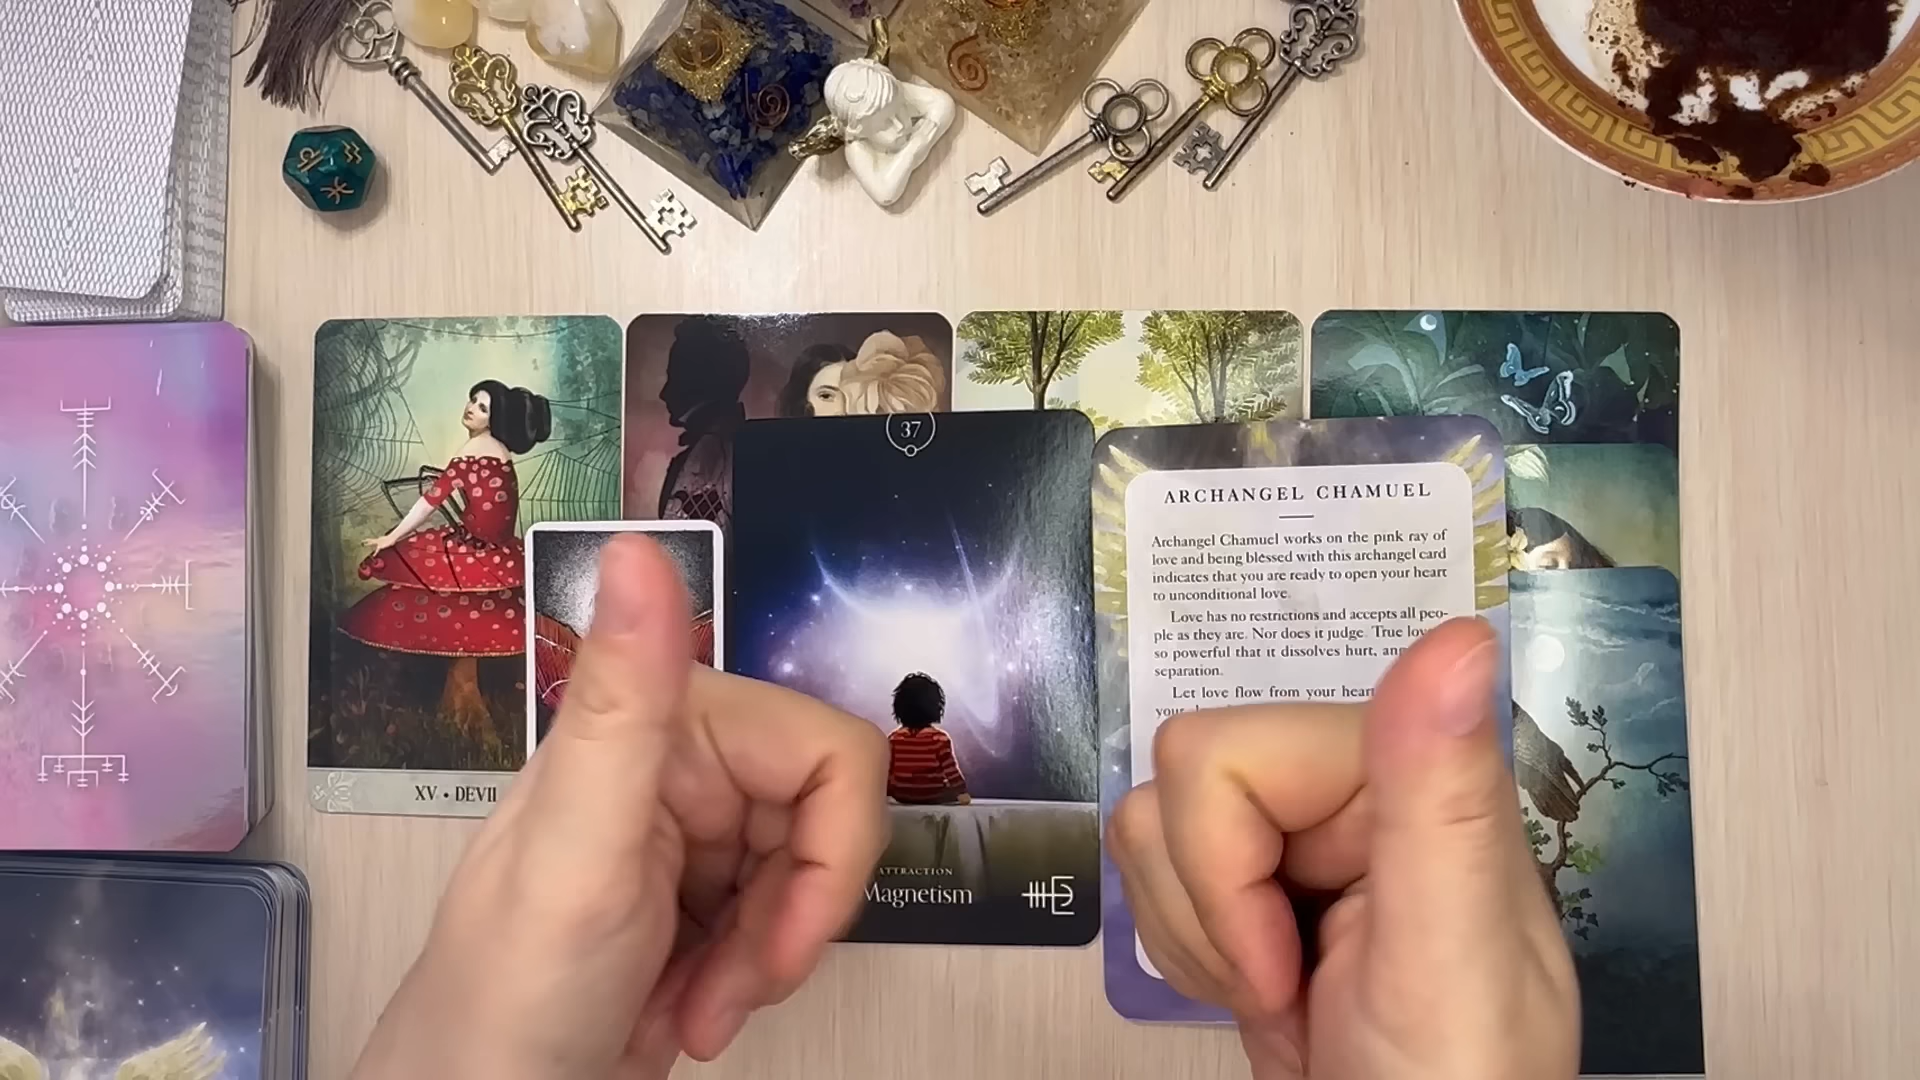 XV • DEVIL
37
ATTRACTION
Magnetism
ARCHANGEL CHAMUEL
Archangel Chamuel works on the pink ray of
love and being blessed with this archangel card
indicates that you are ready to open your heart
to unconditional love.
Love has no restrictions and accepts all peo-
ple as they are. Nor does it judge. True
so powerful that it dissolves hurt,
separation.
Let love flow from your heart